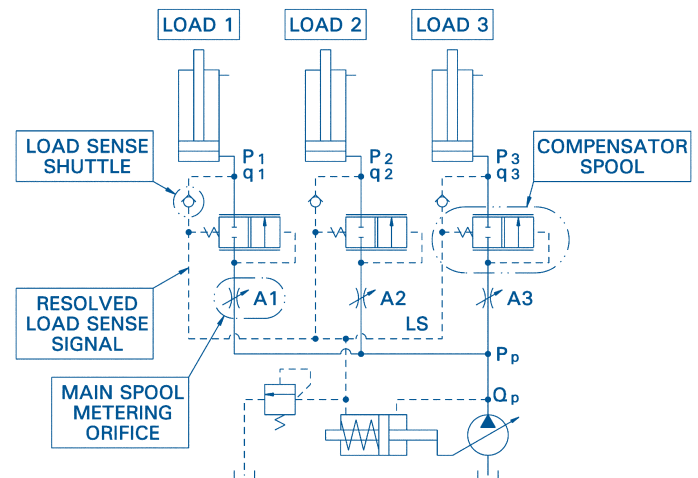 LOAD 1
LOAD 2
LOAD 3
LOAD SENSE
SHUTTLE
P1
q1
P2
q2
P3
q3
COMPENSATOR
SPOOL
RESOLVED
LOAD SENSE
SIGNAL
A1
A2
A3
LS
Pp
MAIN SPOOL
METERING
ORIFICE
Qp